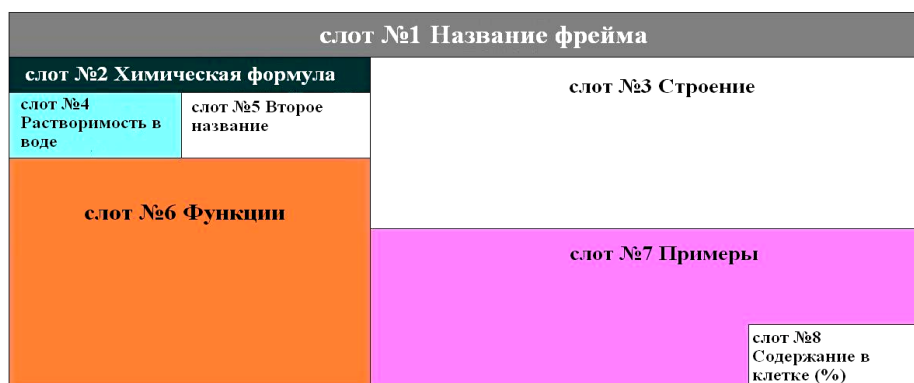 слот №1 Название фрейма
слот №2 Химическая формула
слот №3 Строение
слот №4
Растворимость в
воде
слот №5 Второе
название
слот №6 Функции
слот №7 Примеры
слот №8
Содержание в
клетке (%)